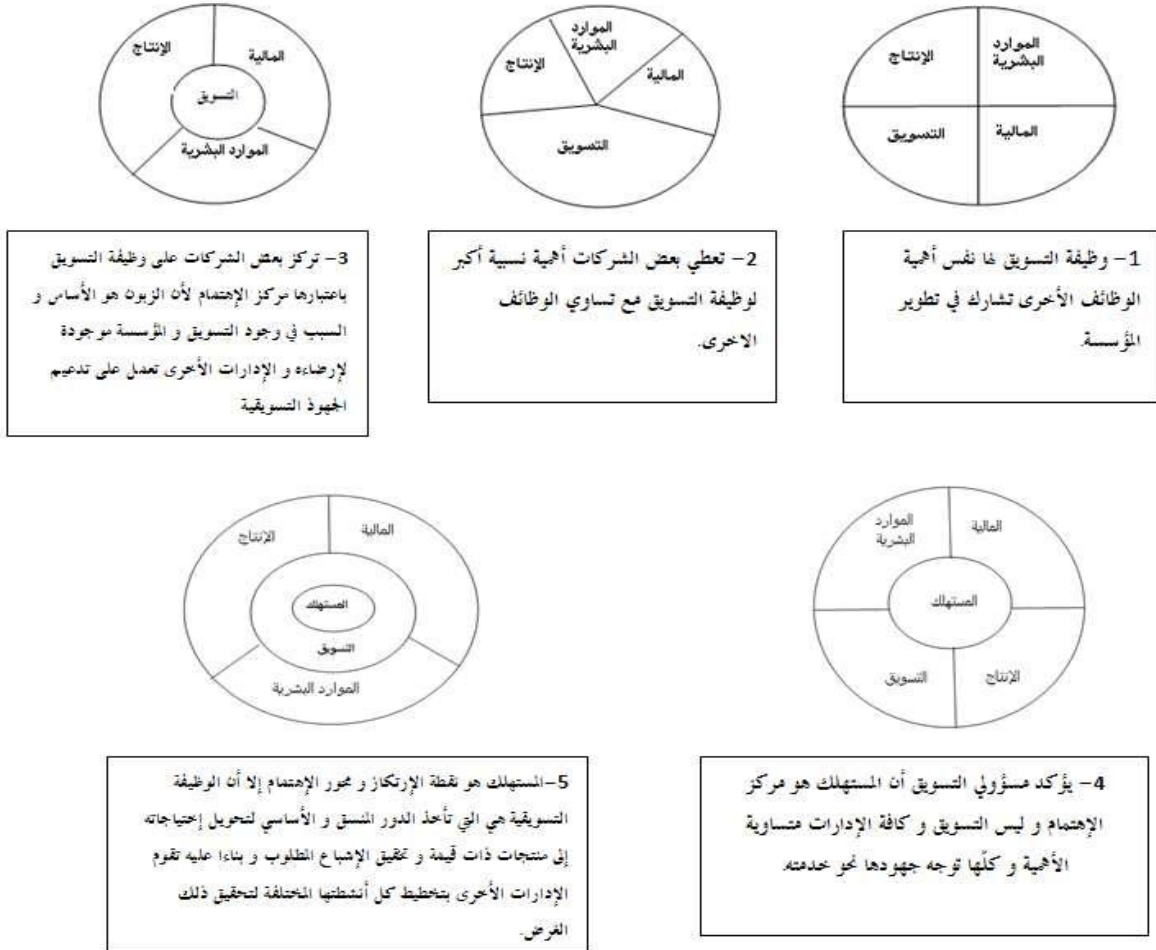 الموارد
البشرية
الإنتاج
المالية
التسويق
الموارد
البشرية
الإنتاج
المالية
التسويق
المالية
الإنتاج
التسويق
الموارد البشرية
1- وظيفة التسويق لها نفس أهمية
الوظائف الأخرى تشارك في تطوير
المؤسسة.
2- تعطي بعض الشركات أهمية نسبية أكبر
لوظيفة التسويق مع تساوي الوظائف
الاخرى.
3- تركز بعض الشركات على وظيفة التسويق
باعتبارها مركز الإهتمام لأن الزبون هو الأساس و
السبب في وجود التسويق و المؤسسة موجودة
لإرضاءه و الإدارات الأخرى تعمل على تدعيم
الجهوذ التسويقية
المالية
الموارد
البشرية
المستهلك
الإنتاج
التسويق
المالية
الإنتاج
المستهلك
التسويق
الموارد البشرية
4- يؤكد مسؤولي التسويق أن المستهلك هو مركز
الإهتمام و ليس التسويق و كافة الإدارات متساوية
الأهمية و كلّها توجه جهودها نحو خدمته.
5-المستهلك هو نقطة الإرتكاز و محور الإهتمام إلا أن الوظيفة
التسويقية هي التي تأخذ الدور المنسق و الأساسي لتحويل إختياجاته
إلى منتجات ذات قيمة و تحقيق الإشباع المطلوب و بناءا عليه تقوم
الإدارات الأخرى بتخطيط كل أنشطتها المختلفة لتحقيق ذلك
الغرض.